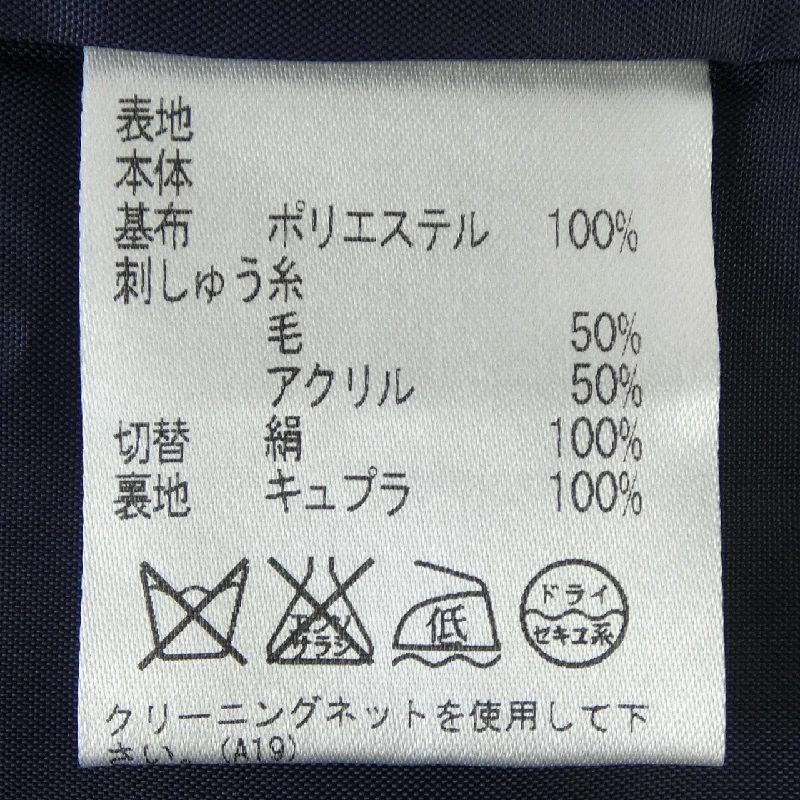 表地
本体
基布 ポリエステル 100%
刺しゅう糸
毛 50%
アクリル 50%
切替 絹 100%
裏地 キュプラ 100%
エンソ
サラシ
低
ドライ
セキユ系
クリーニングネットを使用して下
さい。(A19)